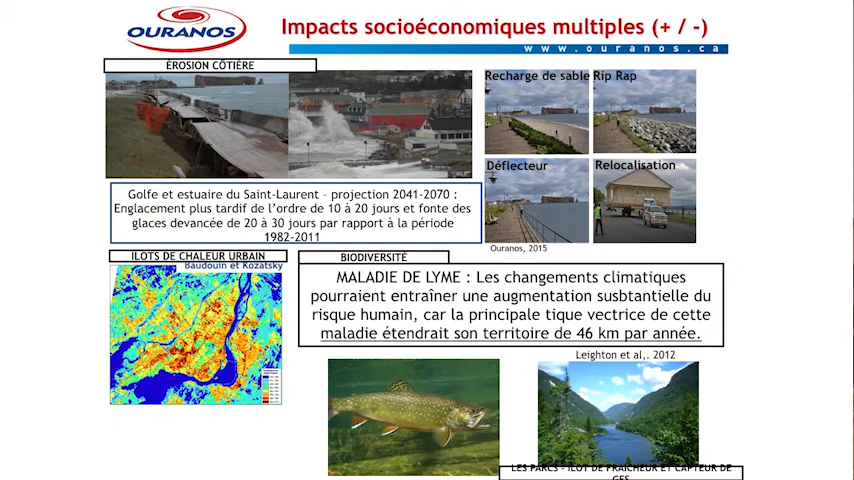 OURANOS
Impacts socioéconomiques multiples (+ / -)
www.ouranos.ca
ÉROSION CÔTIÈRE
Recharge de sable
Rip Rap
Déflecteur
Relocalisation
Golfe et estuaire du Saint-Laurent – projection 2041-2070 :
Englacement plus tardif de l’ordre de 10 à 20 jours et fonte des
glaces devancée de 20 à 30 jours par rapport à la période
1982-2011
Ouranos, 2015
ILOTS DE CHALEUR URBAIN
Baudouin et Kozatsky
BIODIVERSITÉ
MALADIE DE LYME : Les changements climatiques
pourraient entraîner une augmentation susbtantielle du
risque humain, car la principale tique vectrice de cette
maladie étendrait son territoire de 46 km par année.
Leighton et al,. 2012
LES PARCS – ILOT DE FRAICHEUR ET CAPTEUR DE
GES